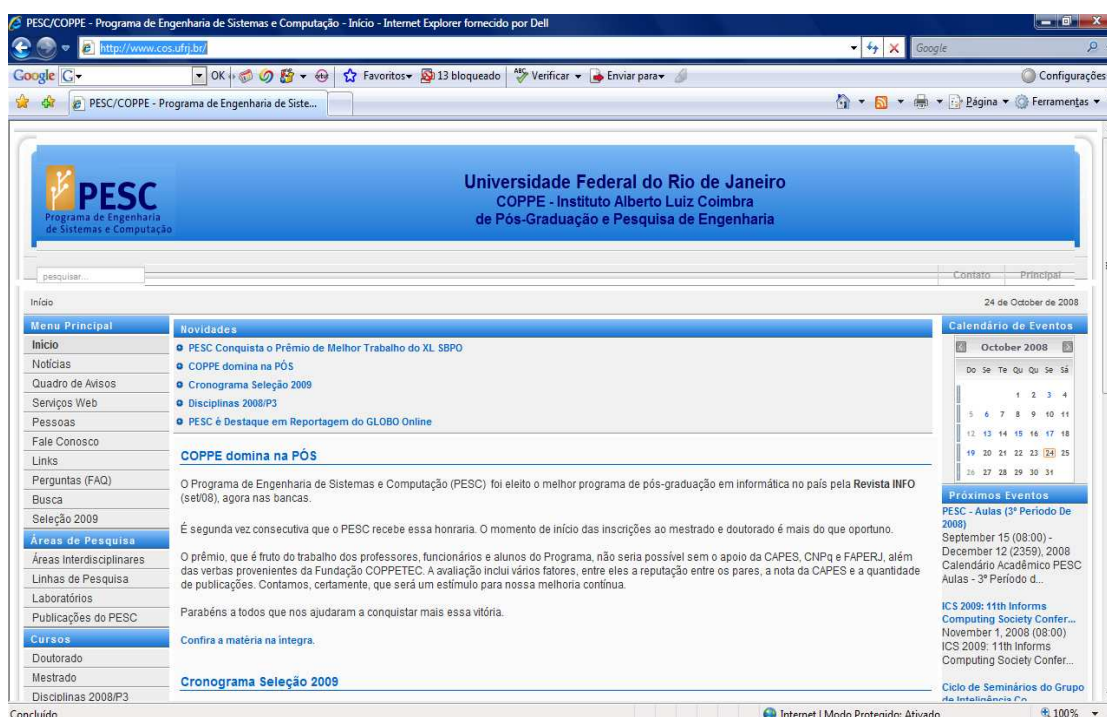 PESC/COPPE - Programa de Engenharia de Sistemas e Computação - Início - Internet Explorer fornecido por Dell
http://www.cos.ufrj.br/
Google
Google G
OK
Favoritos
13 bloqueado
Verificar
Enviar para
Configurações
PESC/COPPE - Programa de Engenharia de Siste...
Página
Ferramentas
PESC
Programa de Engenharia
de Sistemas e Computação
Universidade Federal do Rio de Janeiro
COPPE - Instituto Alberto Luiz Coimbra
de Pós-Graduação e Pesquisa de Engenharia
pesquisar...
Contato
Principal
Início
24 de October de 2008
Menu Principal
Início
Notícias
Quadro de Avisos
Serviços Web
Pessoas
Fale Conosco
Links
Perguntas (FAQ)
Busca
Seleção 2009
Áreas de Pesquisa
Áreas Interdisciplinares
Linhas de Pesquisa
Laboratórios
Publicações do PESC
Cursos
Doutorado
Mestrado
Disciplinas 2008/P3
Novidades
PESC Conquista o Prêmio de Melhor Trabalho do XL SBPO
COPPE domina na PÓS
Cronograma Seleção 2009
Disciplinas 2008/P3
PESC é Destaque em Reportagem do GLOBO Online
COPPE domina na PÓS
O Programa de Engenharia de Sistemas e Computação (PESC) foi eleito o melhor programa de pós-graduação em informática no país pela Revista INFO
(set/08), agora nas bancas.
É segunda vez consecutiva que o PESC recebe essa honraria. O momento de início das inscrições ao mestrado e doutorado é mais do que oportuno.
O prêmio, que é fruto do trabalho dos professores, funcionários e alunos do Programa, não seria possível sem o apoio da CAPES, CNPq e FAPERJ, além
das verbas provenientes da Fundação COPPETEC. A avaliação inclui vários fatores, entre eles a reputação entre os pares, a nota da CAPES e a quantidade
de publicações. Contamos, certamente, que será um estímulo para nossa melhoria contínua.
Parabéns a todos que nos ajudaram a conquistar mais essa vitória.
Confira a matéria na íntegra.
Cronograma Seleção 2009
Calendário de Eventos
October 2008
Do Se Te Qu Qu Se Sá
1 2 3 4
5 6 7 8 9 10 11
12 13 14 15 16 17 18
19 20 21 22 23 24 25
26 27 28 29 30 31
Próximos Eventos
PESC - Aulas (3º Período De
2008)
September 15 (08:00) -
December 12 (2359), 2008
Calendário Acadêmico PESC
Aulas - 3º Período d...
ICS 2009: 11th Informs
Computing Society Confer...
November 1, 2008 (08:00)
ICS 2009: 11th Informs
Computing Society Confer...
Ciclo de Seminários do Grupo
de Inteligência Co...
Concluído
Internet | Modo Protegido: Ativado
100%